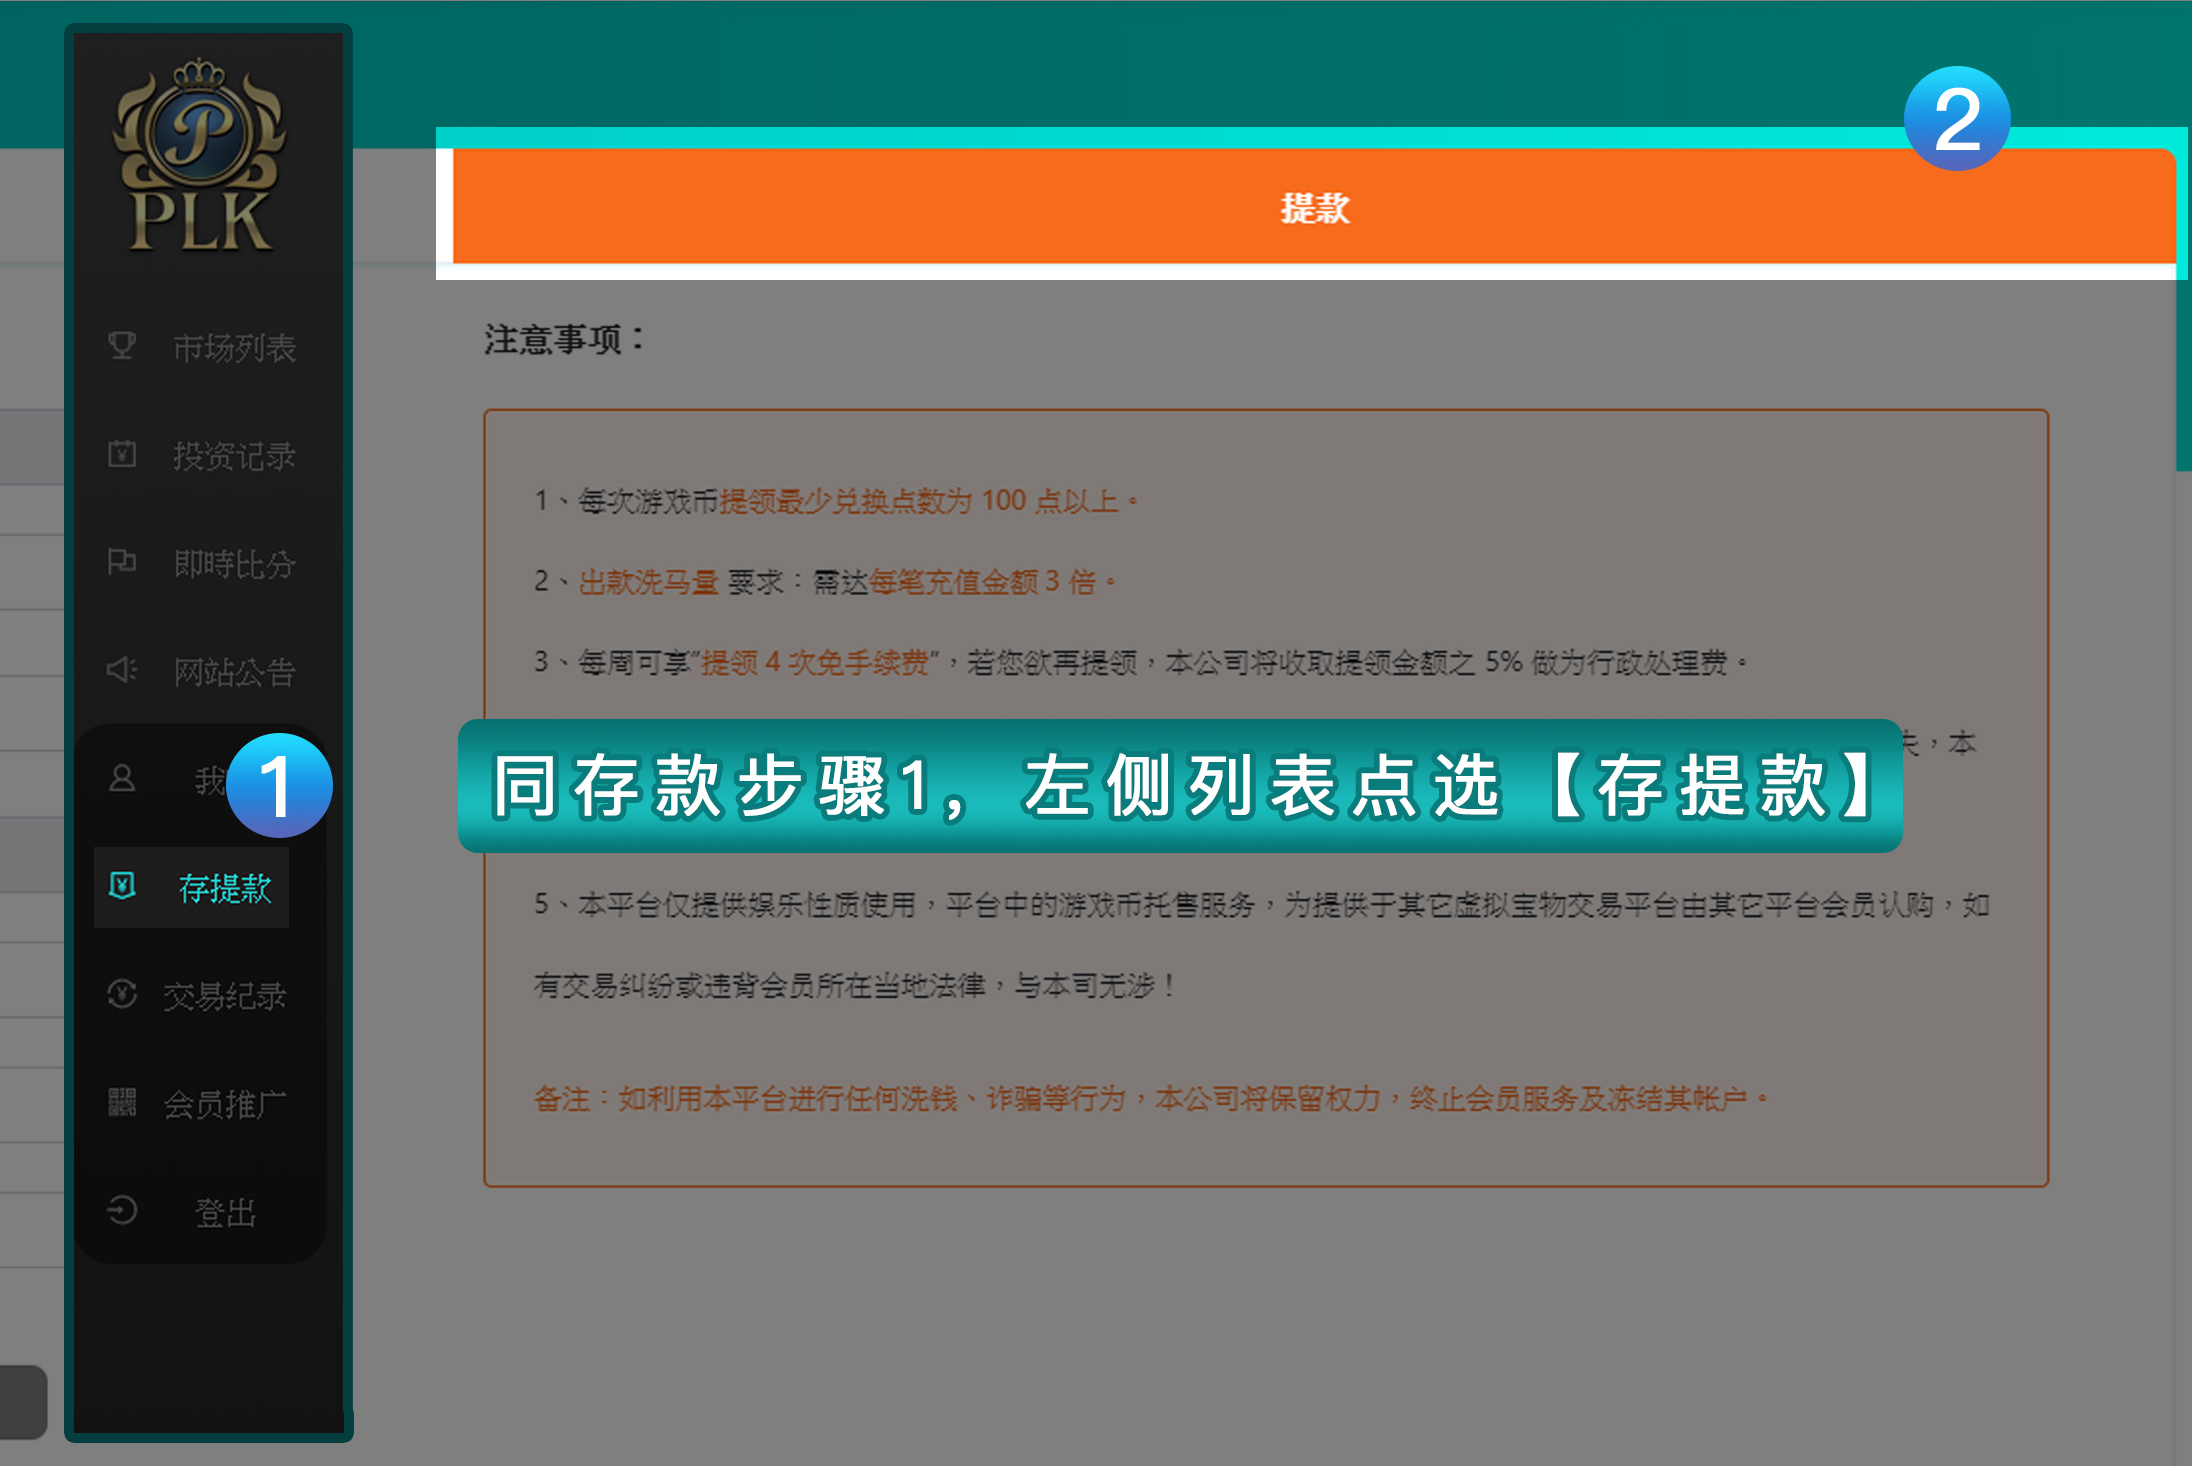 PLK
市场列表
投资记录
即時比分
网站公告
我
1
存提款
交易纪录
会员推广
登出
2
提款
注意事项：
1、每次游戏币提领最少兑换点数为 100 点以上。
2、出款洗马量 要求：需达每笔充值金额 3 倍。
3、每周可享"提领 4 次免手续费"，若您欲再提领，本公司将收取提领金额之 5% 做为行政处理费。
，本
同存款步骤1, 左侧列表点选【存提款】
5、本平台仅提供娱乐性质使用，平台中的游戏币托售服务，为提供于其它虚拟宝物交易平台由其它平台会员认购，如
有交易纠纷或违背会员所在当地法律，与本司无涉！
备注：如利用本平台进行任何洗钱、诈骗等行为，本公司将保留权力，终止会员服务及冻结其帐户。